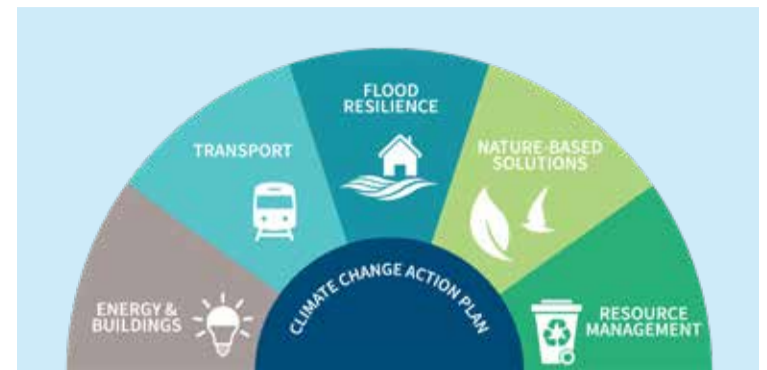 FLOOD
RESILIENCE
TRANSPORT
NATURE-BASED
SOLUTIONS
CLIMATE CHANGE ACTION PLAN
ENERGY &
BUILDINGS
RESOURCE
MANAGEMENT